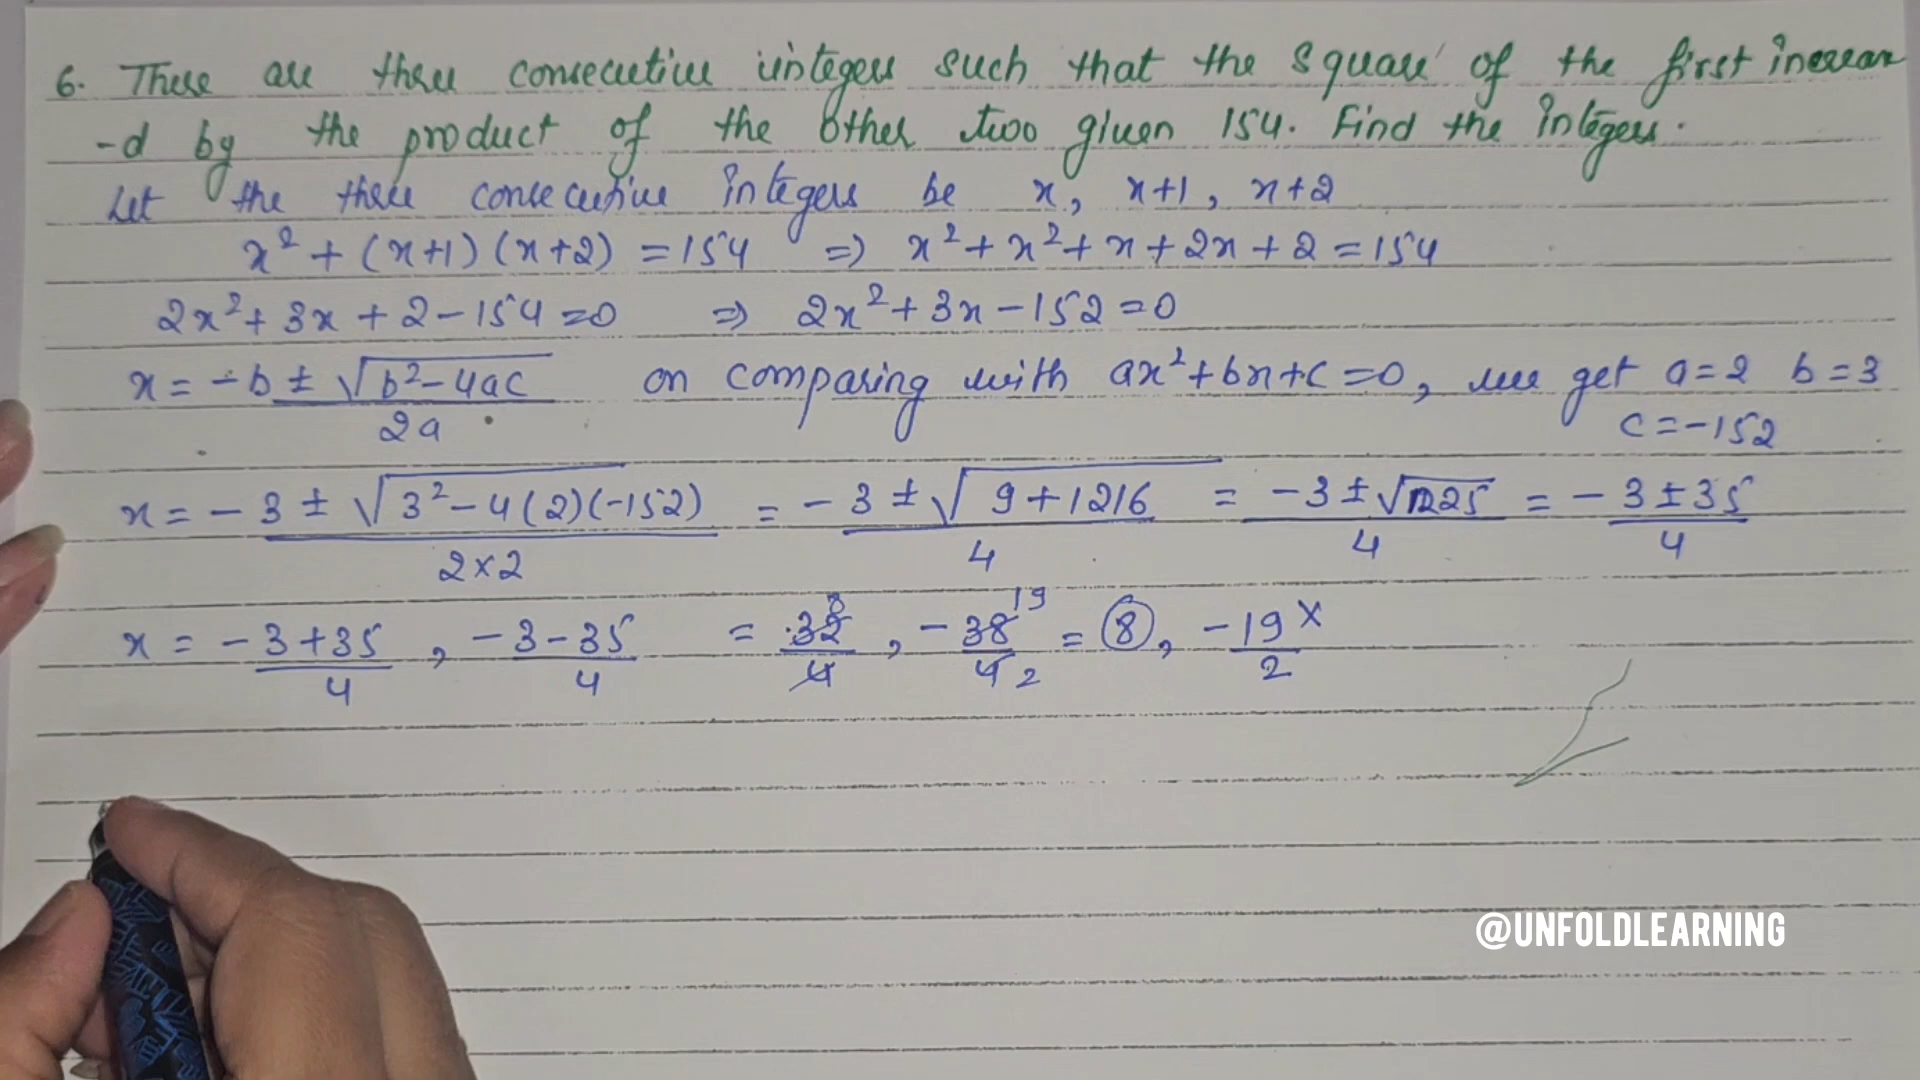 6. There are three consecutive integers such that the square of the first increase
-d by the product of the other two given 154. Find the integers.
Let the three consecutive integers be x, x+1, x+2
x² + (x+1)(x+2) = 154 ⇒ x² + x² + x + 2x + 2 = 154
2x² + 3x + 2 - 154 = 0 ⇒ 2x² + 3x - 152 = 0
x = -b ± √b² - 4ac / 2a on comparing with ax² + bx + c = 0, we get a = 2 b = 3
c = -152
x = -3 ± √3² - 4(2)(-152) / 2×2 = -3 ± √9 + 1216 / 4 = -3 ± √1225 / 4 = -3 ± 35 / 4
x = -3 + 35 / 4, -3 - 35 / 4 = 32 8 / 4, -38 19 / 4 2 = 8, -19 / 2 ×
@UNFOLDLEARNING